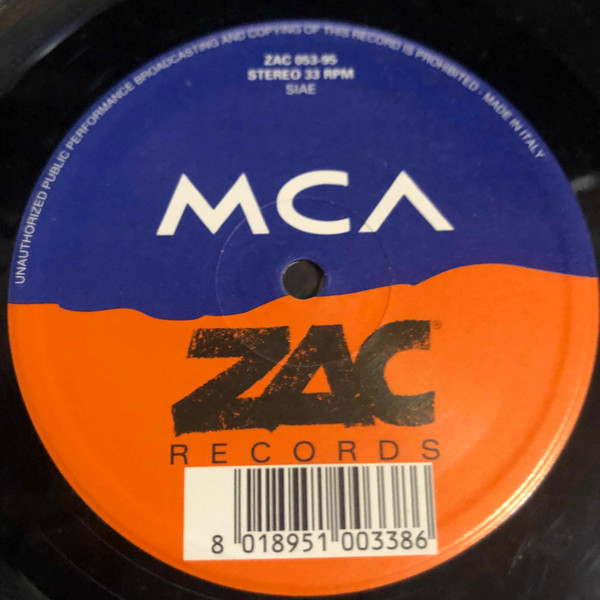 UNAUTHORIZED PUBLIC PERFORMANCE BROADCASTING AND COPYING OF THIS RECORD IS PROHIBITED - MADE IN ITALY
ZAC 053-95
STEREO 33 RPM
SIAE
MCA
ZAC®
RECORDS
8 018951 003386